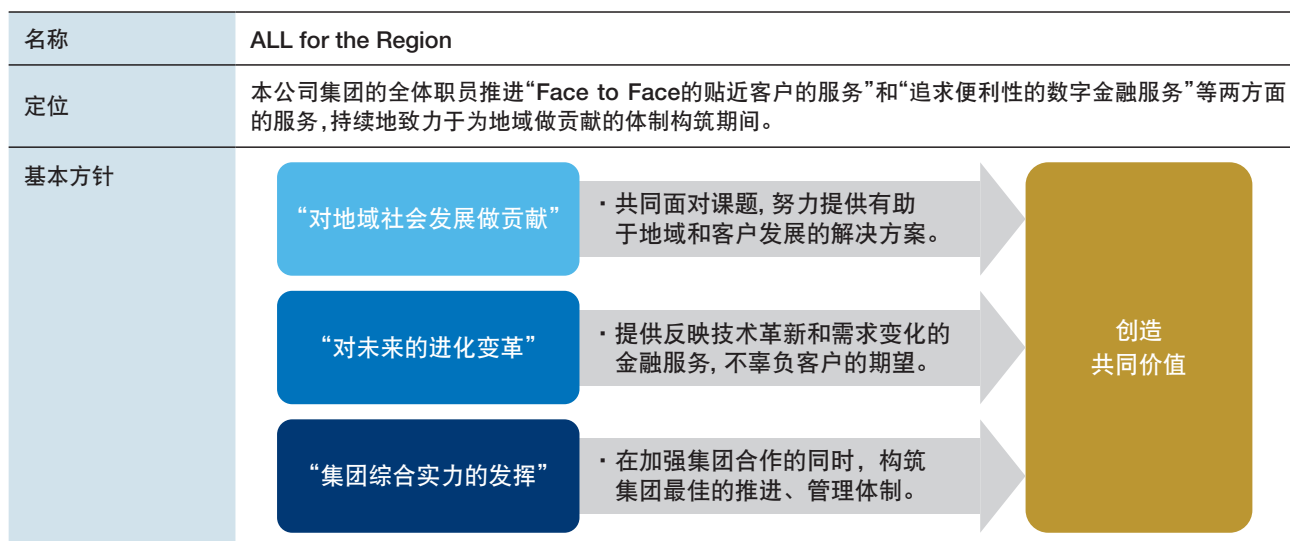 名称
ALL for the Region
定位
本公司集团的全体职员推进“Face to Face的贴近客户的服务”和“追求便利性的数字金融服务”等两方面
的服务,持续地致力于为地域做贡献的体制构筑期间。
基本方针
“对地域社会发展做贡献”
・共同面对课题, 努力提供有助
于地域和客户发展的解决方案。
“对未来的进化变革”
・提供反映技术革新和需求变化的
金融服务, 不辜负客户的期望。
“集团综合实力的发挥”
・在加强集团合作的同时，构筑
集团最佳的推进、管理体制。
创造
共同价值